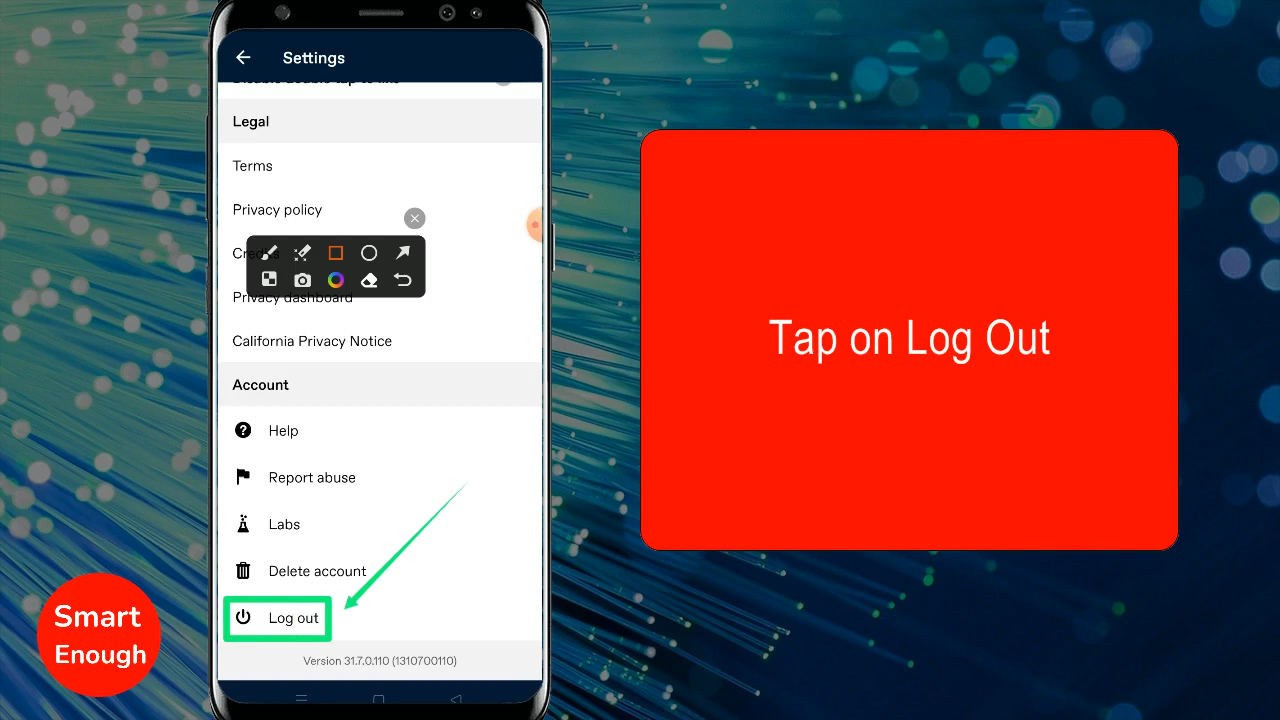 Settings
Legal
Terms
Privacy policy
Privacy dashboard
California Privacy Notice
Account
Help
Report abuse
Labs
Delete account
Log out
Version 31.7.0.110 (1310700110)
Tap on Log Out
Smart
Enough